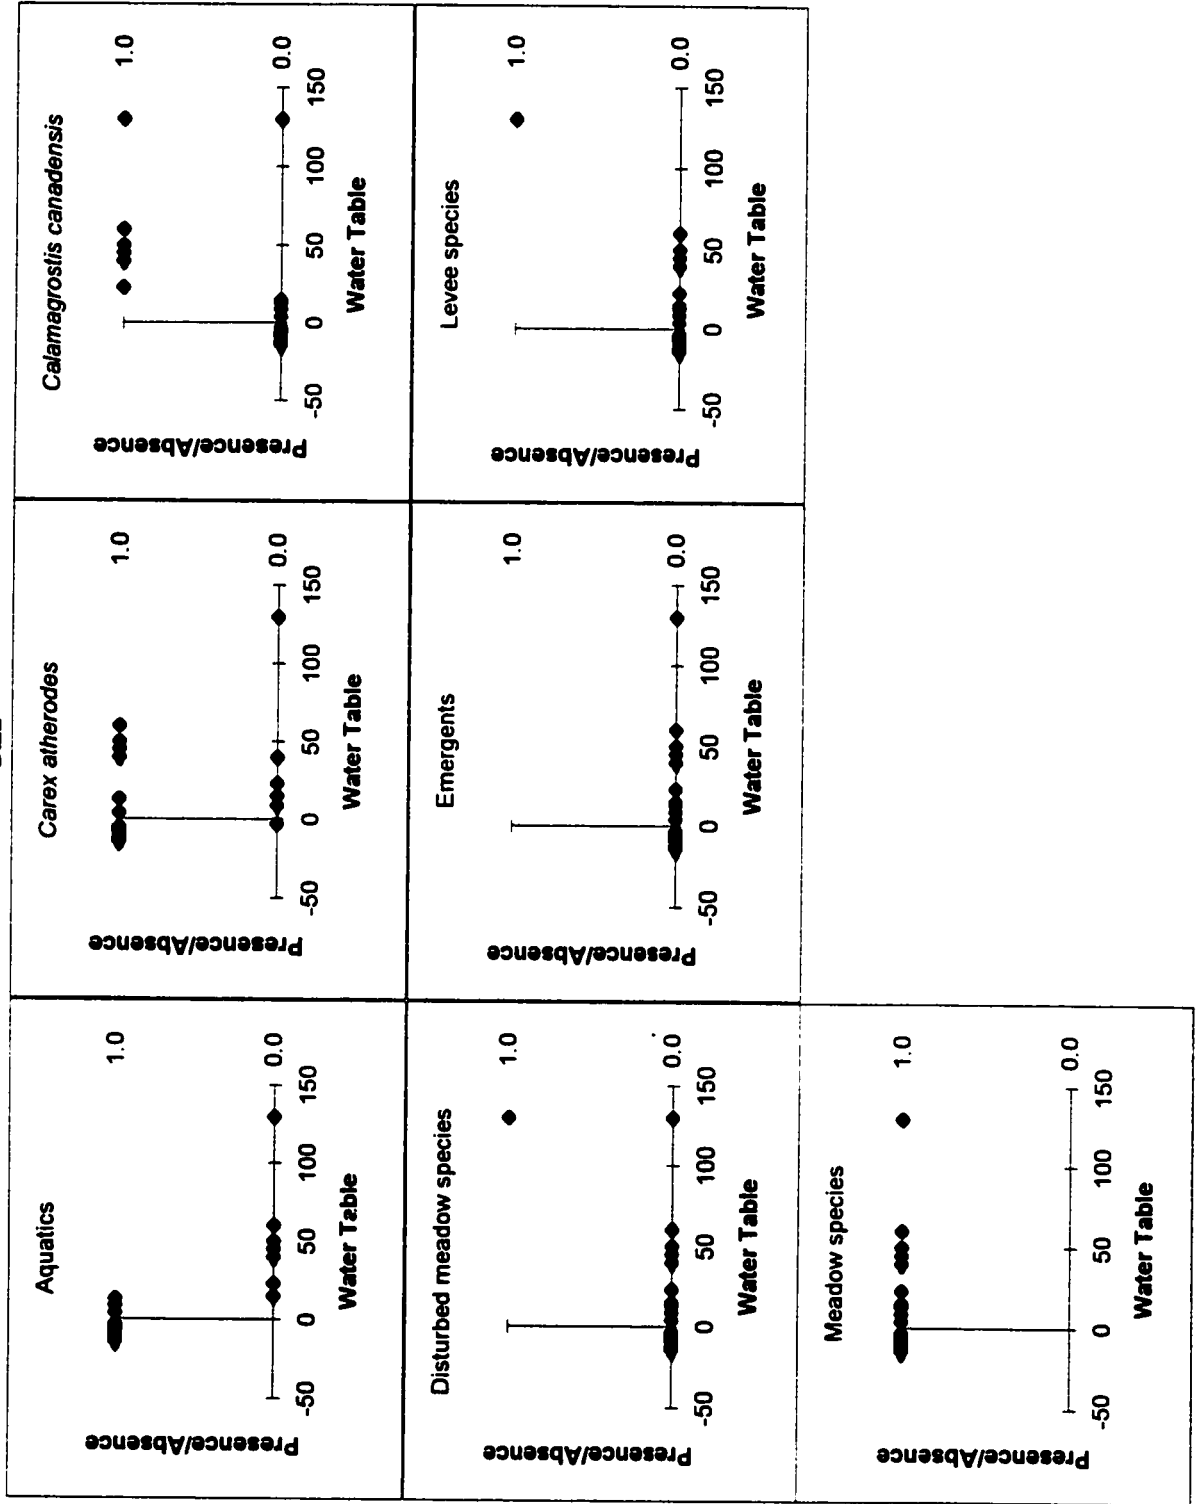 Aquatics
Presence/Absence
1.0
0.0
-50 0 50 100 150
Water Table
Carex atherodes
Presence/Absence
1.0
0.0
-50 0 50 100 150
Water Table
Calamagrostis canadensis
Presence/Absence
1.0
0.0
-50 0 50 100 150
Water Table
Disturbed meadow species
Presence/Absence
1.0
0.0
-50 0 50 100 150
Water Table
Emergents
Presence/Absence
1.0
0.0
-50 0 50 100 150
Water Table
Levee species
Presence/Absence
1.0
0.0
-50 0 50 100 150
Water Table
Meadow species
Presence/Absence
1.0
0.0
-50 0 50 100 150
Water Table